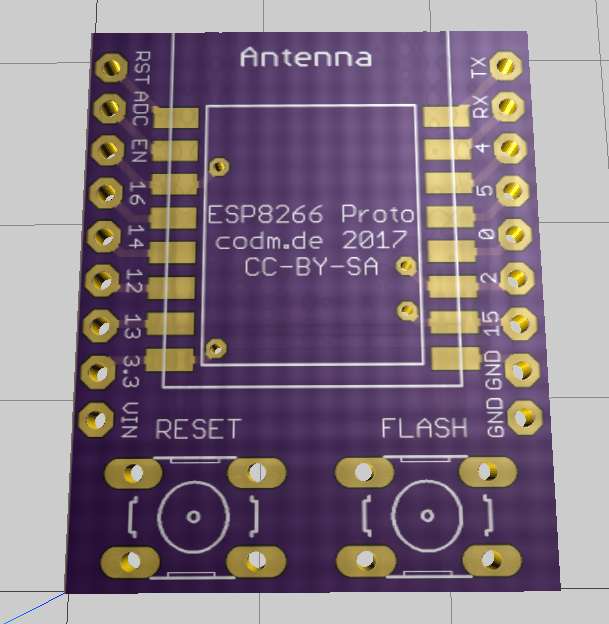 Antenna
RST
ADC
EN
16
14
12
13
3.3
VIN
TX
RX
4
5
0
2
15
GND
GND
ESP8266 Proto
codm.de 2017
CC-BY-SA
RESET
FLASH